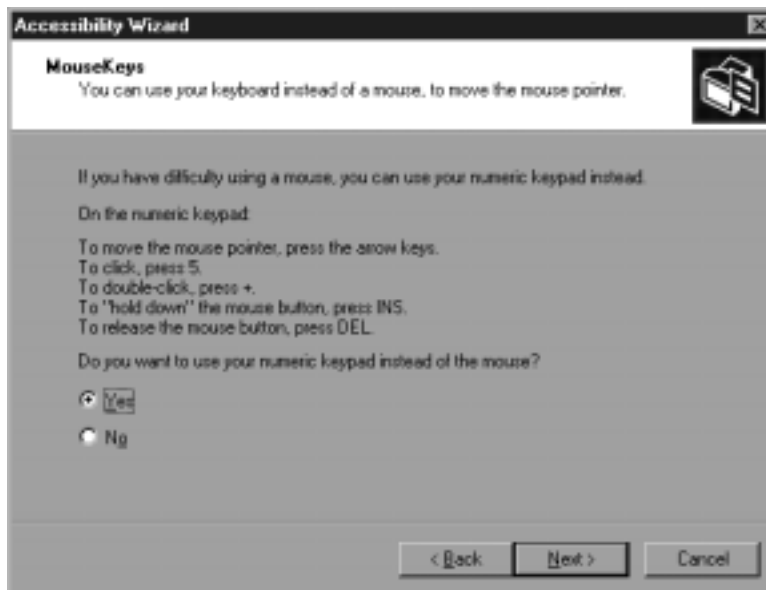 Accessibility Wizard
MouseKeys
You can use your keyboard instead of a mouse, to move the mouse pointer.
If you have difficulty using a mouse, you can use your numeric keypad instead.
On the numeric keypad:
To move the mouse pointer, press the arrow keys.
To click, press 5.
To double-click, press +.
To "hold down" the mouse button, press INS.
To release the mouse button, press DEL.
Do you want to use your numeric keypad instead of the mouse?
Yes
No
< Back Next > Cancel